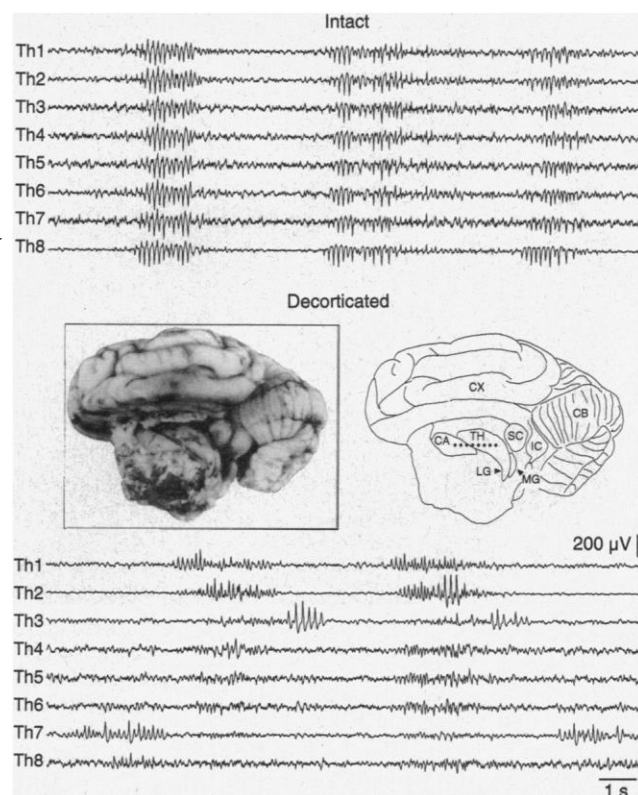 Intact
Th1
Th2
Th3
Th4
Th5
Th6
Th7
Th8
Decorticated
CX
CB
CA TH SC IC
LG MG
200 µV
Th1
Th2
Th3
Th4
Th5
Th6
Th7
Th8
1 s